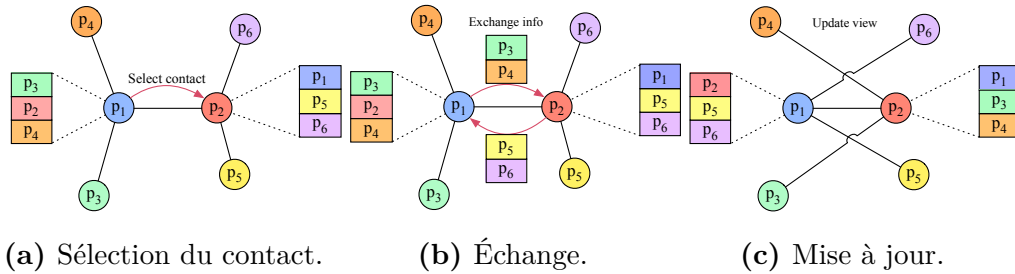 p4
p6
p3
p2
p4
Select contact
p1
p2
p1
p5
p6
p3
p5
(a) Sélection du contact.
Exchange info
p4
p3
p4
p6
p3
p2
p4
p1
p2
p1
p5
p6
p5
p6
p3
p5
(b) Échange.
Update view
p4
p6
p2
p5
p6
p1
p2
p1
p3
p4
p3
p5
(c) Mise à jour.